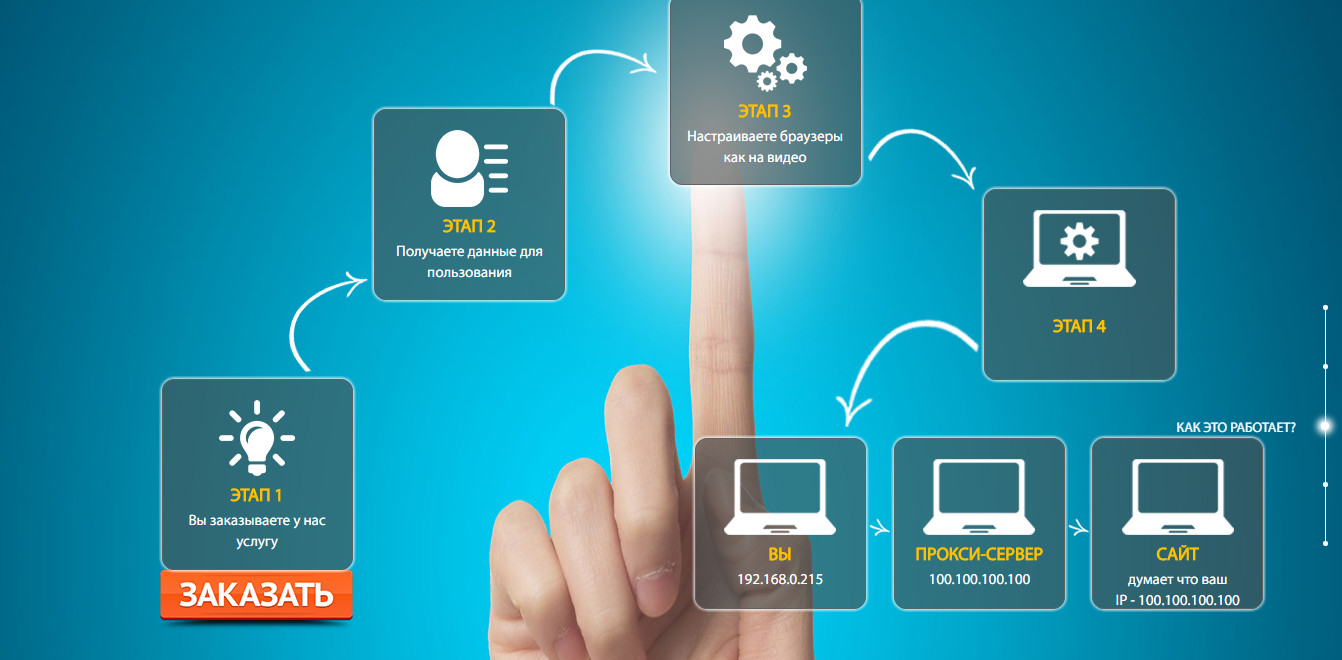 ЭТАП 1
Вы заказываете у нас
услугу
ЗАКАЗАТЬ
ЭТАП 2
Получаете данные для
пользования
ЭТАП 3
Настраиваете браузеры
как на видео
ЭТАП 4
КАК ЭТО РАБОТАЕТ?
ВЫ
192.168.0.215
ПРОКСИ-СЕРВЕР
100.100.100.100
САЙТ
думает что ваш
IP - 100.100.100.100